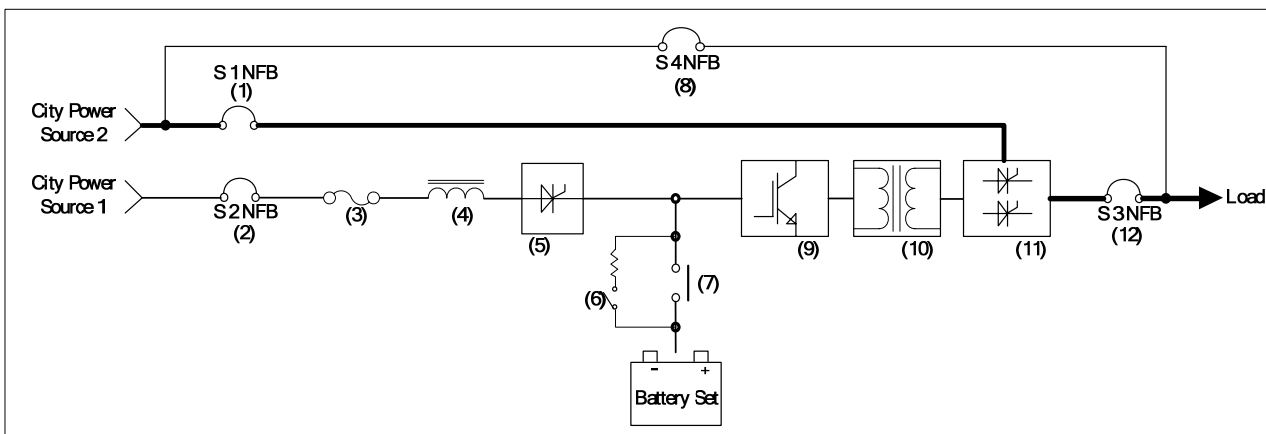 S1NFB
(1)
S4NFB
(8)
City Power
Source 2
City Power
Source 1
S2NFB
(2)
(3)
(4)
(5)
(6)
(7)
(9)
(10)
(11)
S3NFB
(12)
Load
- +
Battery Set